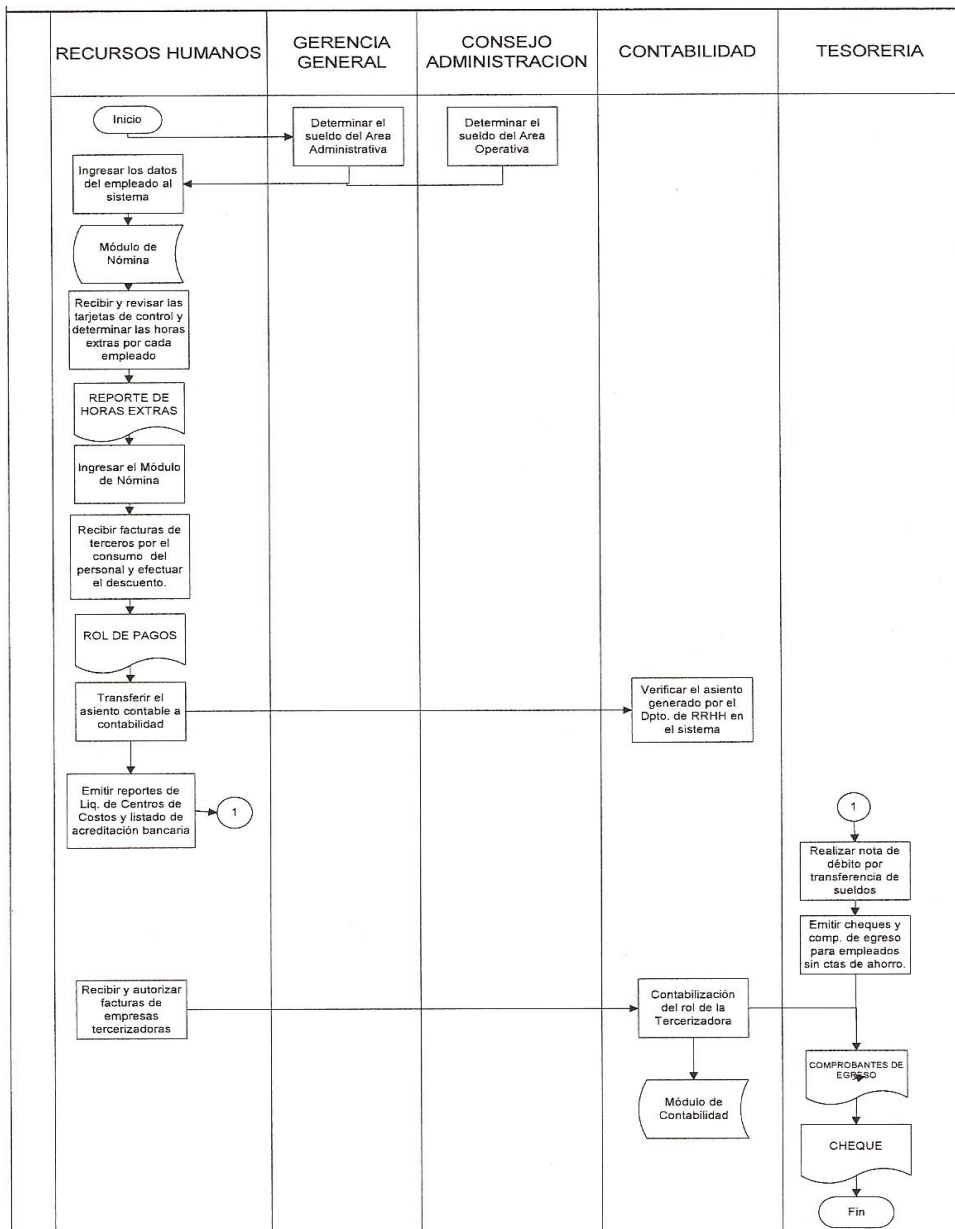 RECURSOS HUMANOS
GERENCIA
GENERAL
CONSEJO
ADMINISTRACION
CONTABILIDAD
TESORERIA
Inicio
Determinar el
sueldo del Area
Administrativa
Determinar el
sueldo del Area
Operativa
Ingresar los datos
del empleado al
sistema
Módulo de
Nómina
Recibir y revisar las
tarjetas de control y
determinar las horas
extras por cada
empleado
REPORTE DE
HORAS EXTRAS
Ingresar el Módulo
de Nómina
Recibir facturas de
terceros por el
consumo del
personal y efectuar
el descuento.
ROL DE PAGOS
Transferir el
asiento contable a
contabilidad
Verificar el asiento
generado por el
Dpto. de RRHH en
el sistema
Emitir reportes de
Liq. de Centros de
Costos y listado de
acreditación bancaria
1
1
Realizar nota de
débito por
transferencia de
sueldos
Emitir cheques y
comp. de egreso
para empleados
sin ctas de ahorro.
Recibir y autorizar
facturas de
empresas
tercerizadoras
Contabilización
del rol de la
Tercerizadora
COMPROBANTES DE
EGRESO
Módulo de
Contabilidad
CHEQUE
Fin